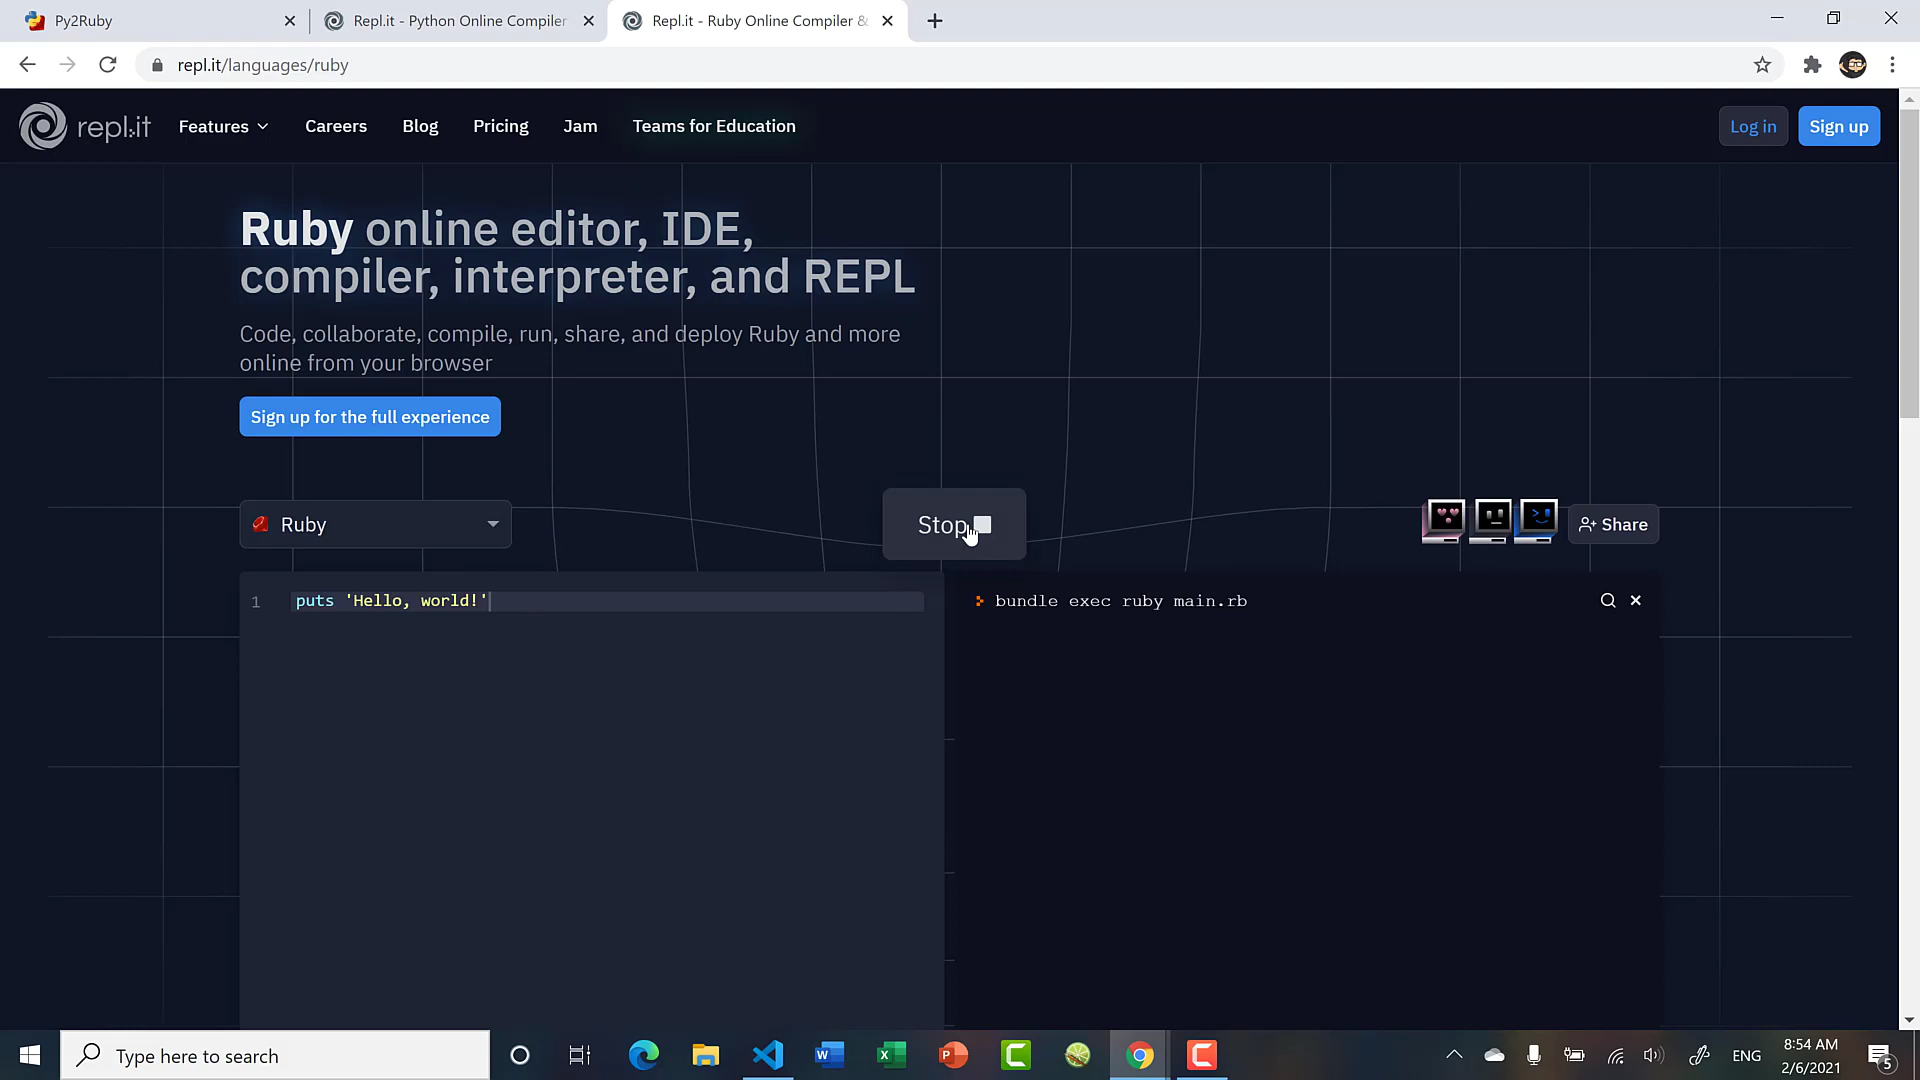 Py2Ruby
Repl.it - Python Online Compiler
Repl.it - Ruby Online Compiler &
repl.it/languages/ruby
repl.it
Features
Careers
Blog
Pricing
Jam
Teams for Education
Log in
Sign up
Ruby online editor, IDE,
compiler, interpreter, and REPL
Code, collaborate, compile, run, share, and deploy Ruby and more
online from your browser
Sign up for the full experience
Ruby
Stop
Share
1 puts 'Hello, world!'
bundle exec ruby main.rb
Type here to search
ENG
8:54 AM
2/6/2021
5